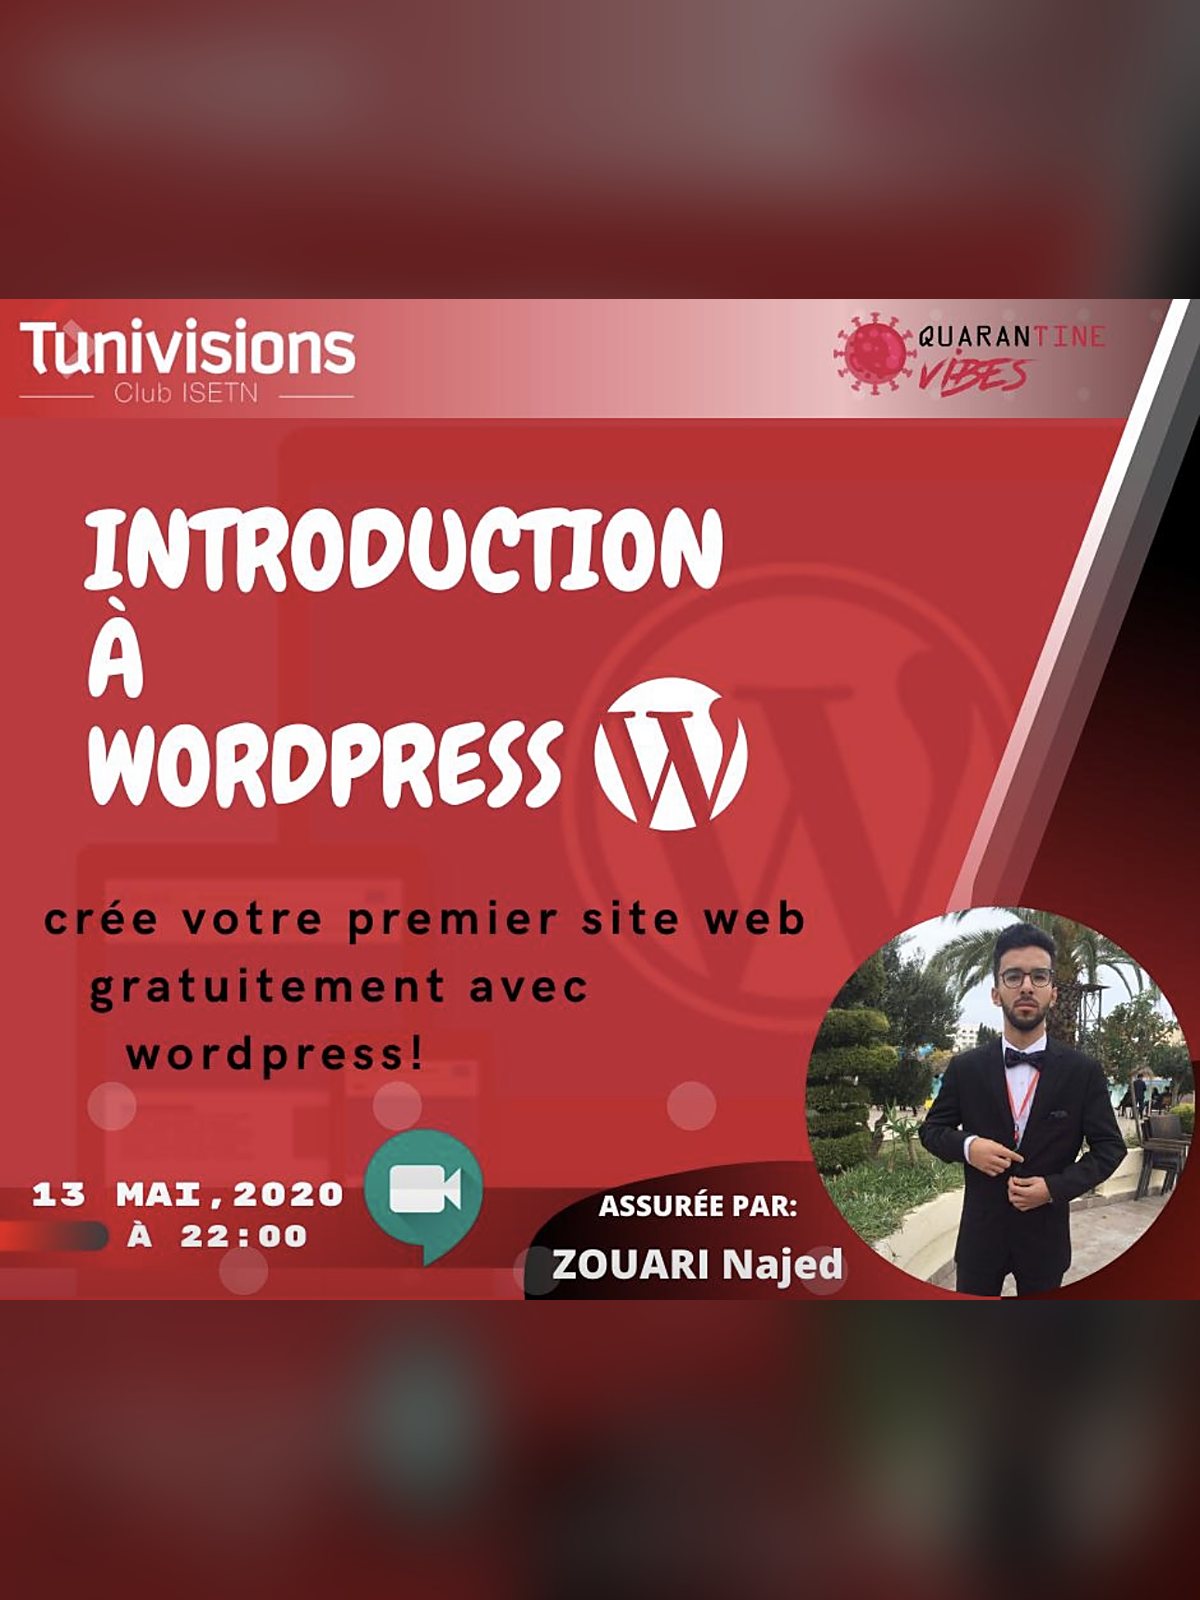 Tunivisions
Club ISETN
QUARANTINE
VIBES
INTRODUCTION
À
WORDPRESS
crée votre premier site web
gratuitement avec
wordpress!
13 MAI,2020
À 22:00
ASSURÉE PAR:
ZOUARI Najed